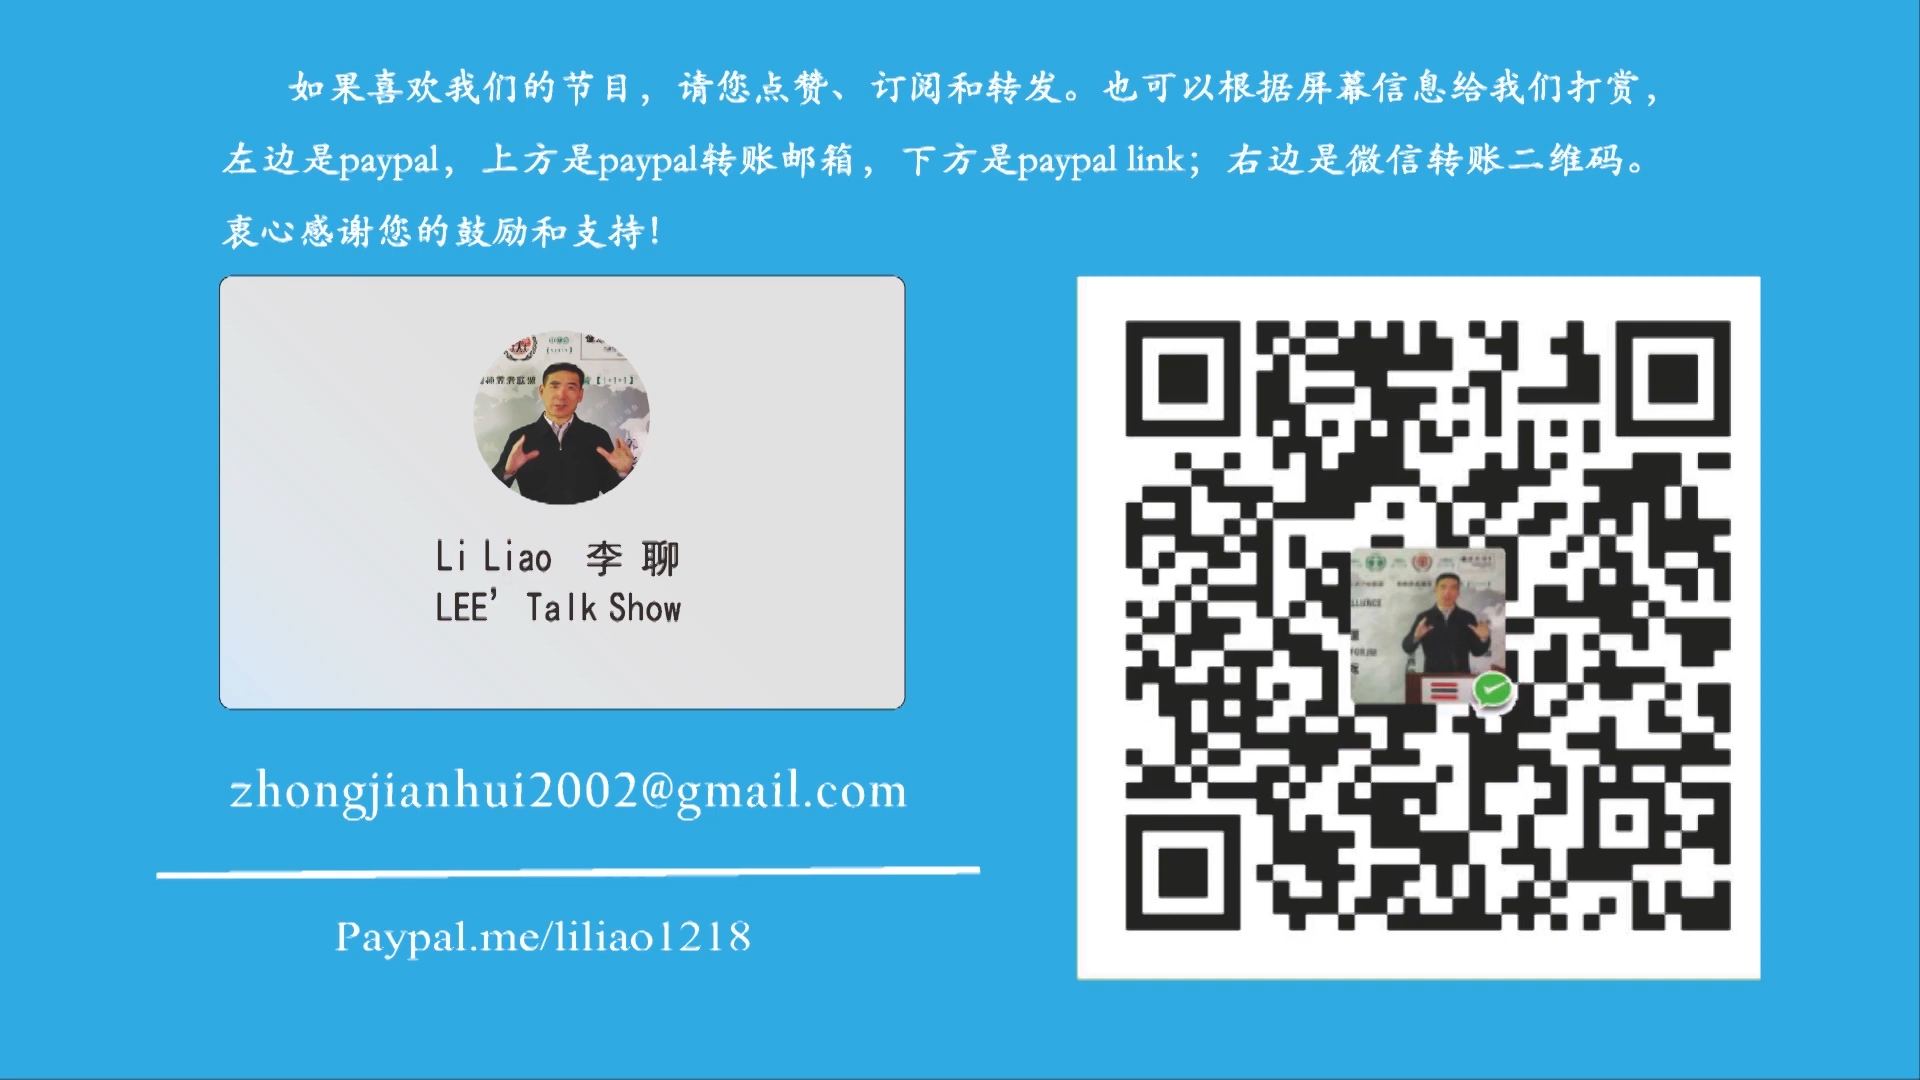 如果喜欢我们的节目，请您点赞、订阅和转发。也可以根据屏幕信息给我们打赏，
左边是paypal，上方是paypal转账邮箱，下方是paypal link；右边是微信转账二维码。
衷心感谢您的鼓励和支持！
Li Liao 李 聊
LEE’ Talk Show
zhongjianhui2002@gmail.com
Paypal.me/liliao1218